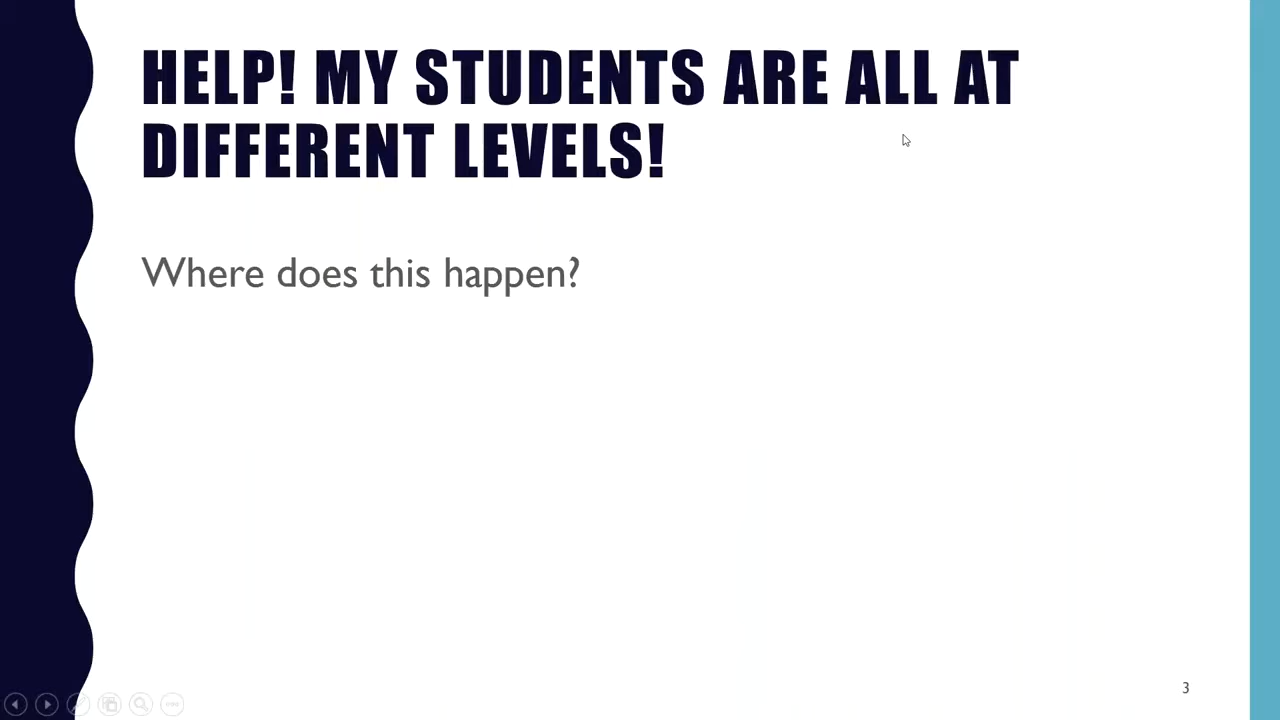 HELP! MY STUDENTS ARE ALL AT
DIFFERENT LEVELS!
Where does this happen?
3